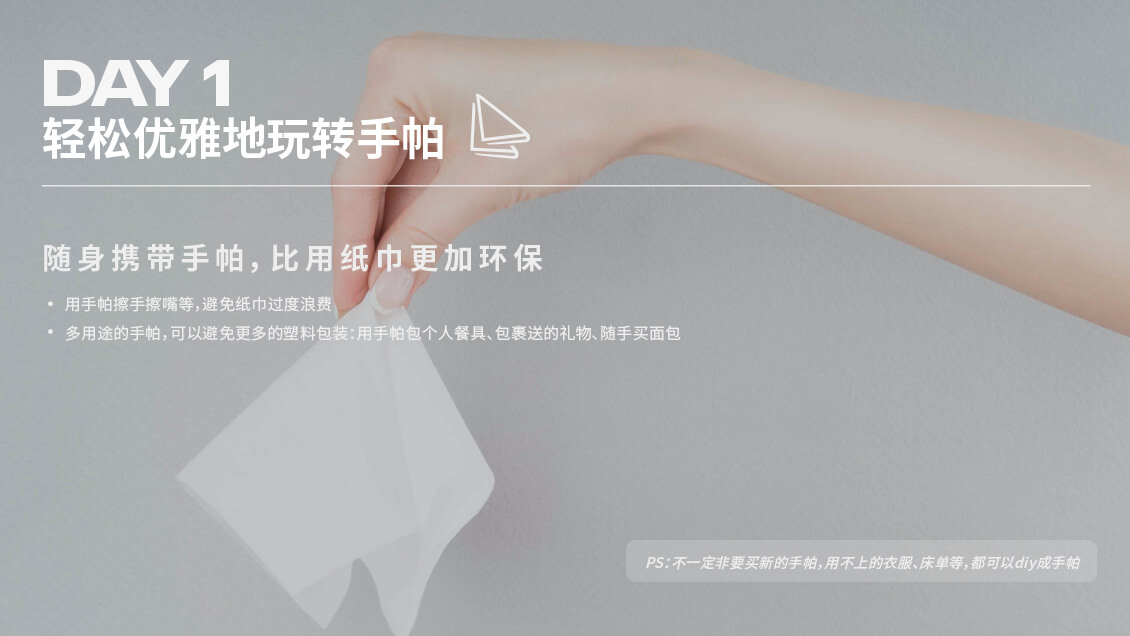 DAY 1
轻松优雅地玩转手帕
随身携带手帕，比用纸巾更加环保
• 用手帕擦手擦嘴等，避免纸巾过度浪费
• 多用途的手帕，可以避免更多的塑料包装：用手帕包个人餐具、包裹送的礼物、随手买面包
PS：不一定非要买新的手帕，用不上的衣服、床单等，都可以diy成手帕